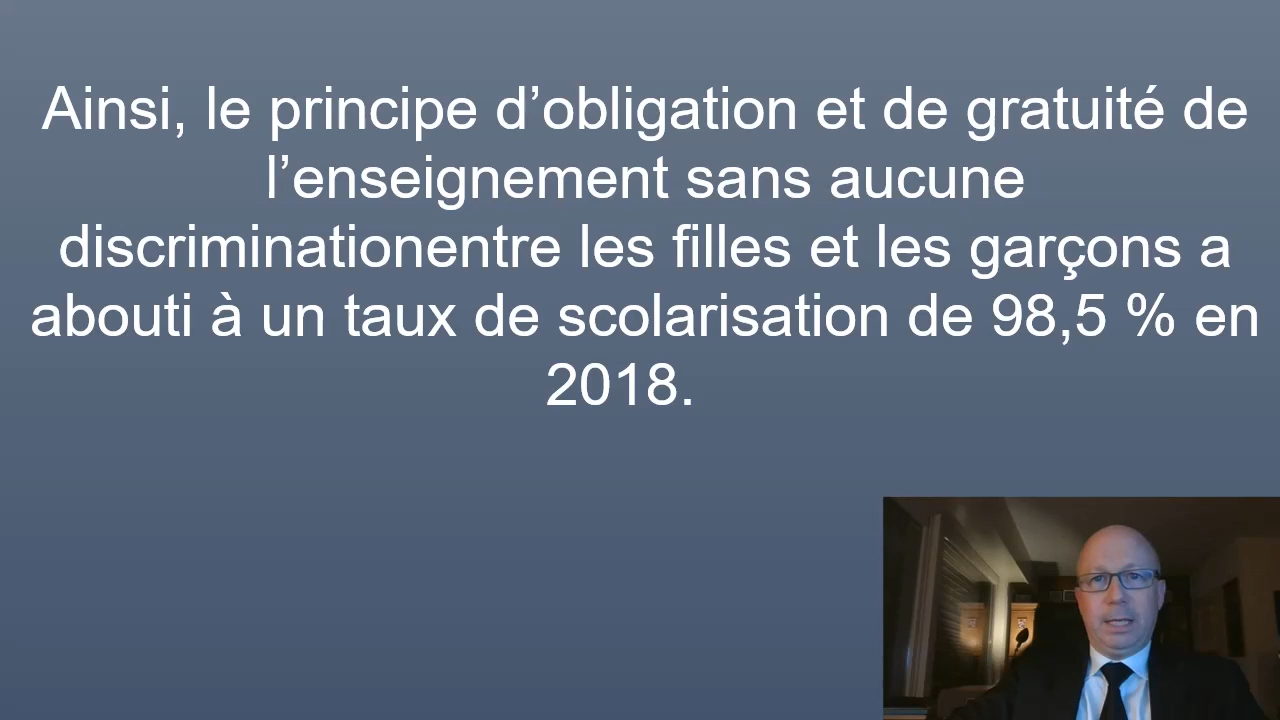 Ainsi, le principe d’obligation et de gratuité de
l’enseignement sans aucune
discriminationentre les filles et les garçons a
abouti à un taux de scolarisation de 98,5 % en
2018.